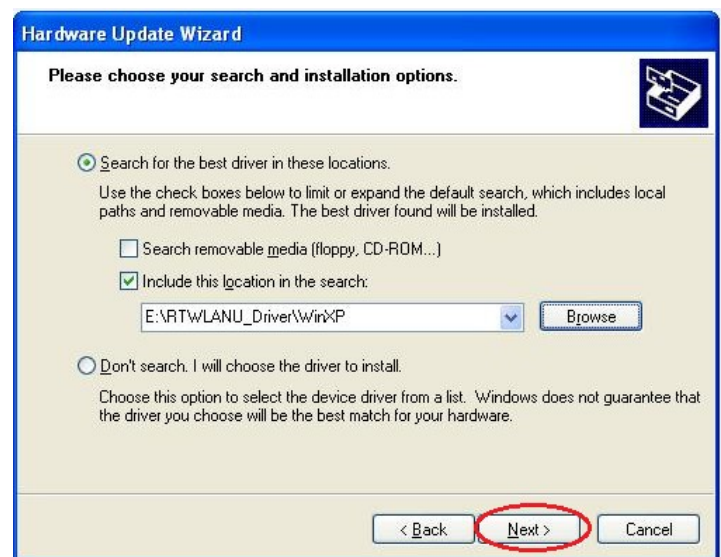 Hardware Update Wizard
Please choose your search and installation options.
Search for the best driver in these locations.
Use the check boxes below to limit or expand the default search, which includes local
paths and removable media. The best driver found will be installed.
Search removable media (floppy, CD-ROM...)
Include this location in the search:
E:\RTWLANU_Driver\WinXP
Browse
Don't search. I will choose the driver to install.
Choose this option to select the device driver from a list. Windows does not guarantee that
the driver you choose will be the best match for your hardware.
< Back Next > Cancel